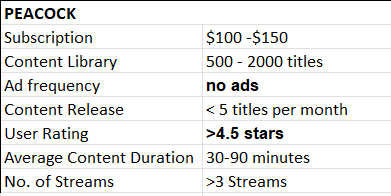 PEACOCK
Subscription $100 -$150
Content Library 500 - 2000 titles
Ad frequency no ads
Content Release < 5 titles per month
User Rating >4.5 stars
Average Content Duration 30-90 minutes
No. of Streams >3 Streams